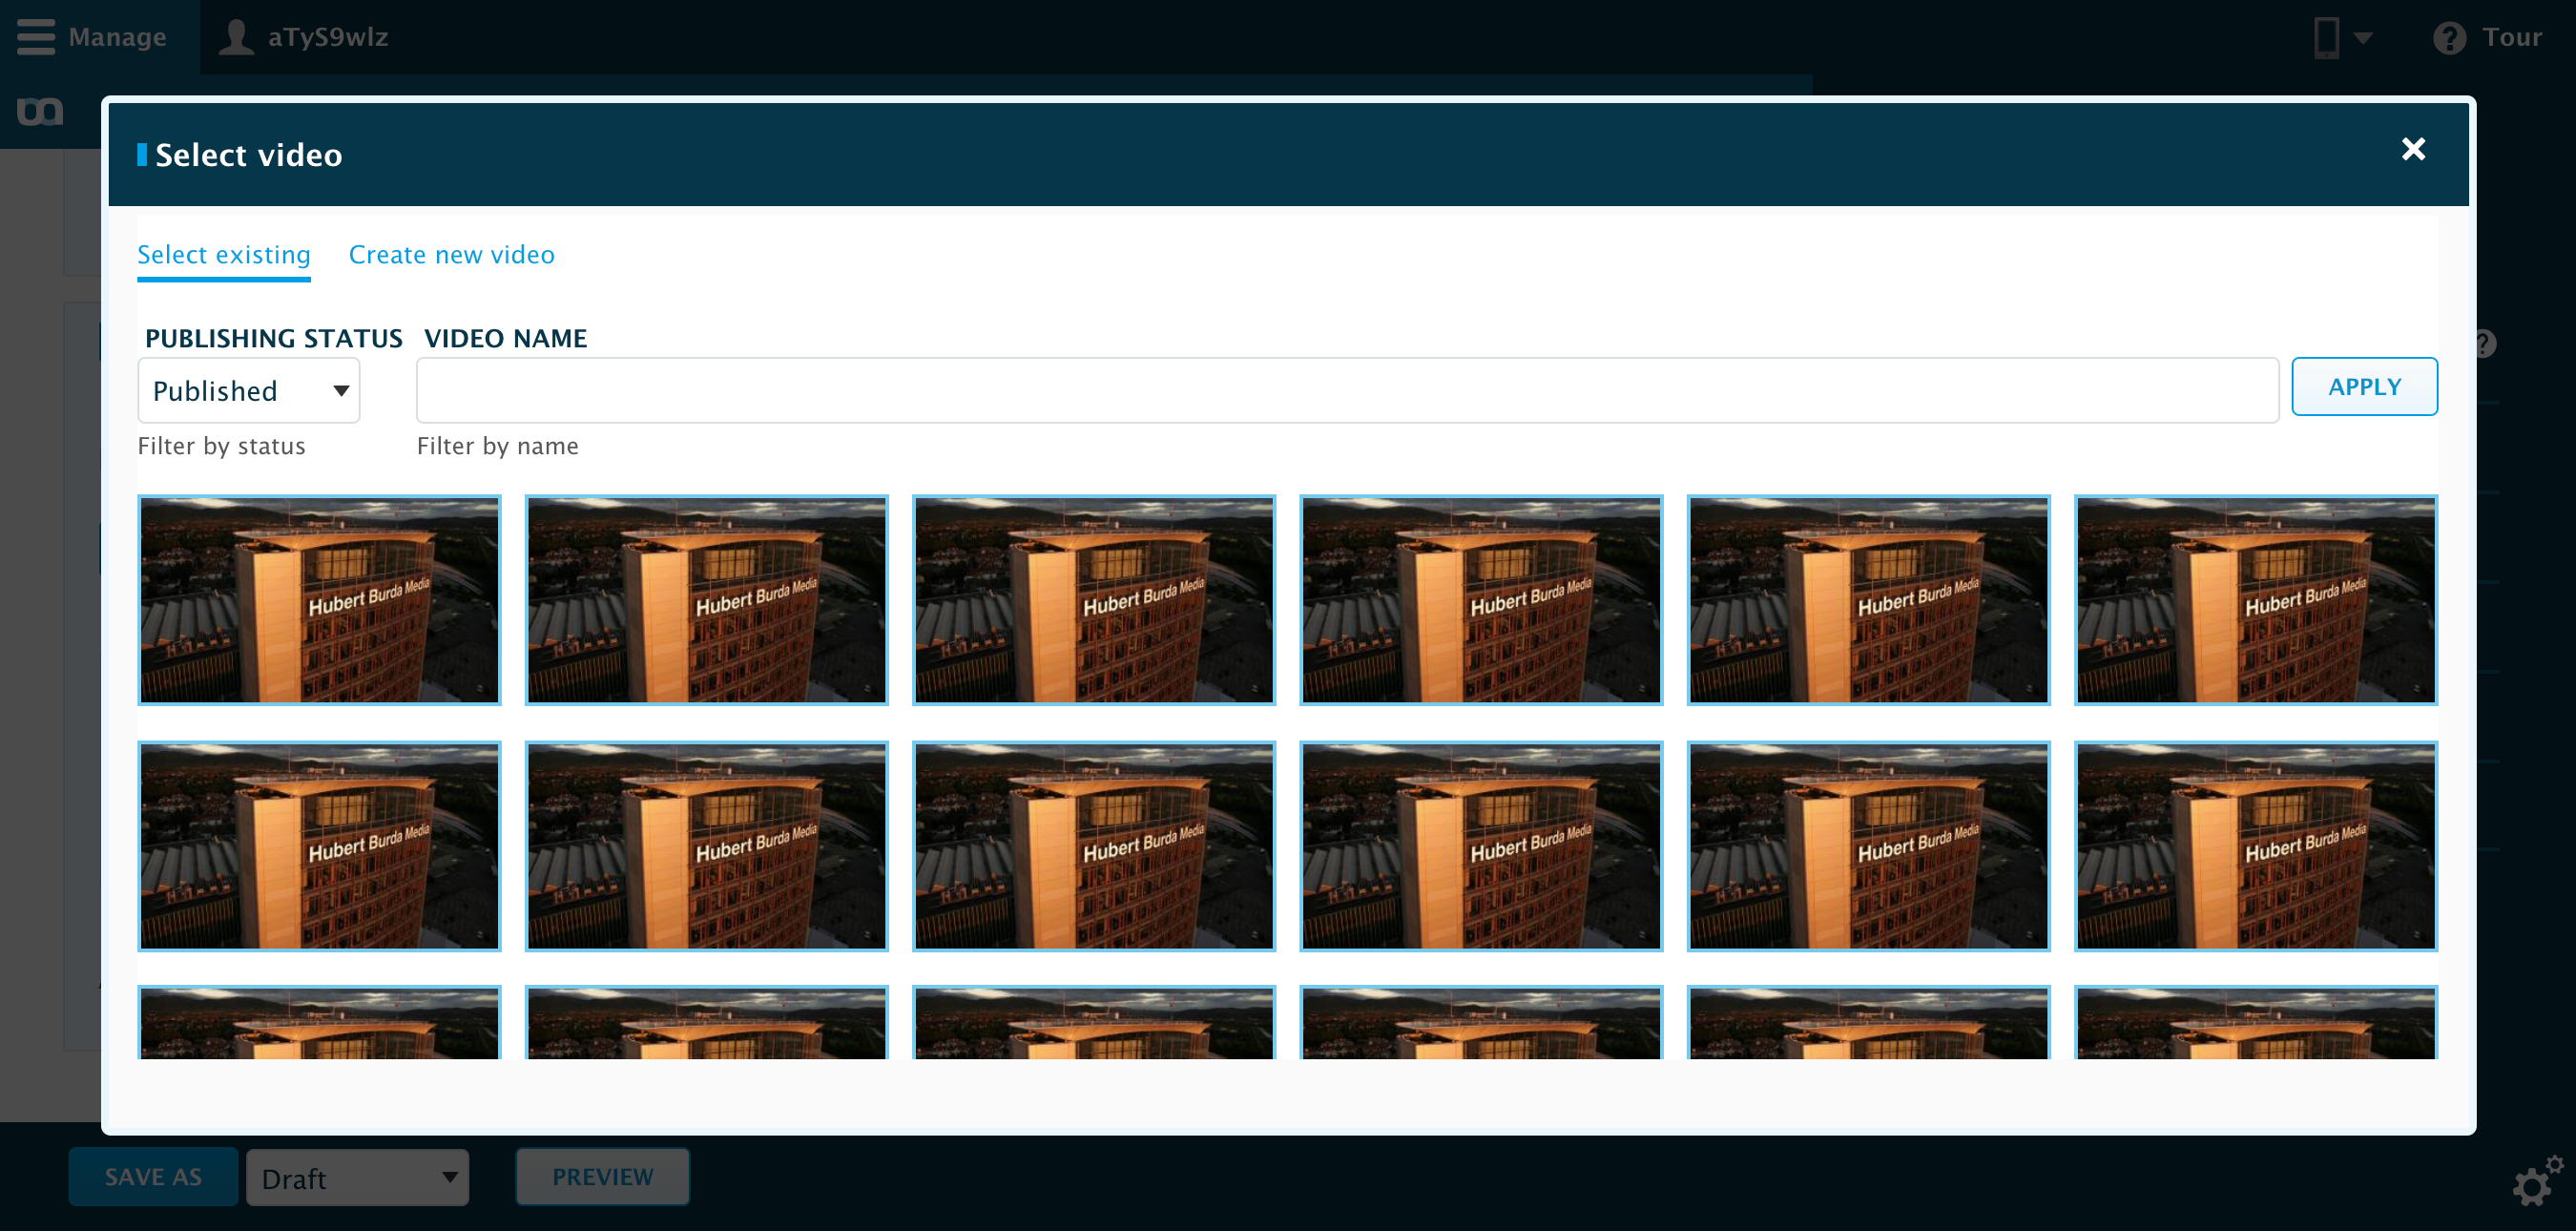 Manage
aTyS9wlz
Tour
Select video
Select existing
Create new video
PUBLISHING STATUS
VIDEO NAME
Published
APPLY
Filter by status
Filter by name
Hubert Burda Media
Hubert Burda Media
Hubert Burda Media
Hubert Burda Media
Hubert Burda Media
Hubert Burda Media
Hubert Burda Media
Hubert Burda Media
Hubert Burda Media
Hubert Burda Media
Hubert Burda Media
Hubert Burda Media
SAVE AS
Draft
PREVIEW